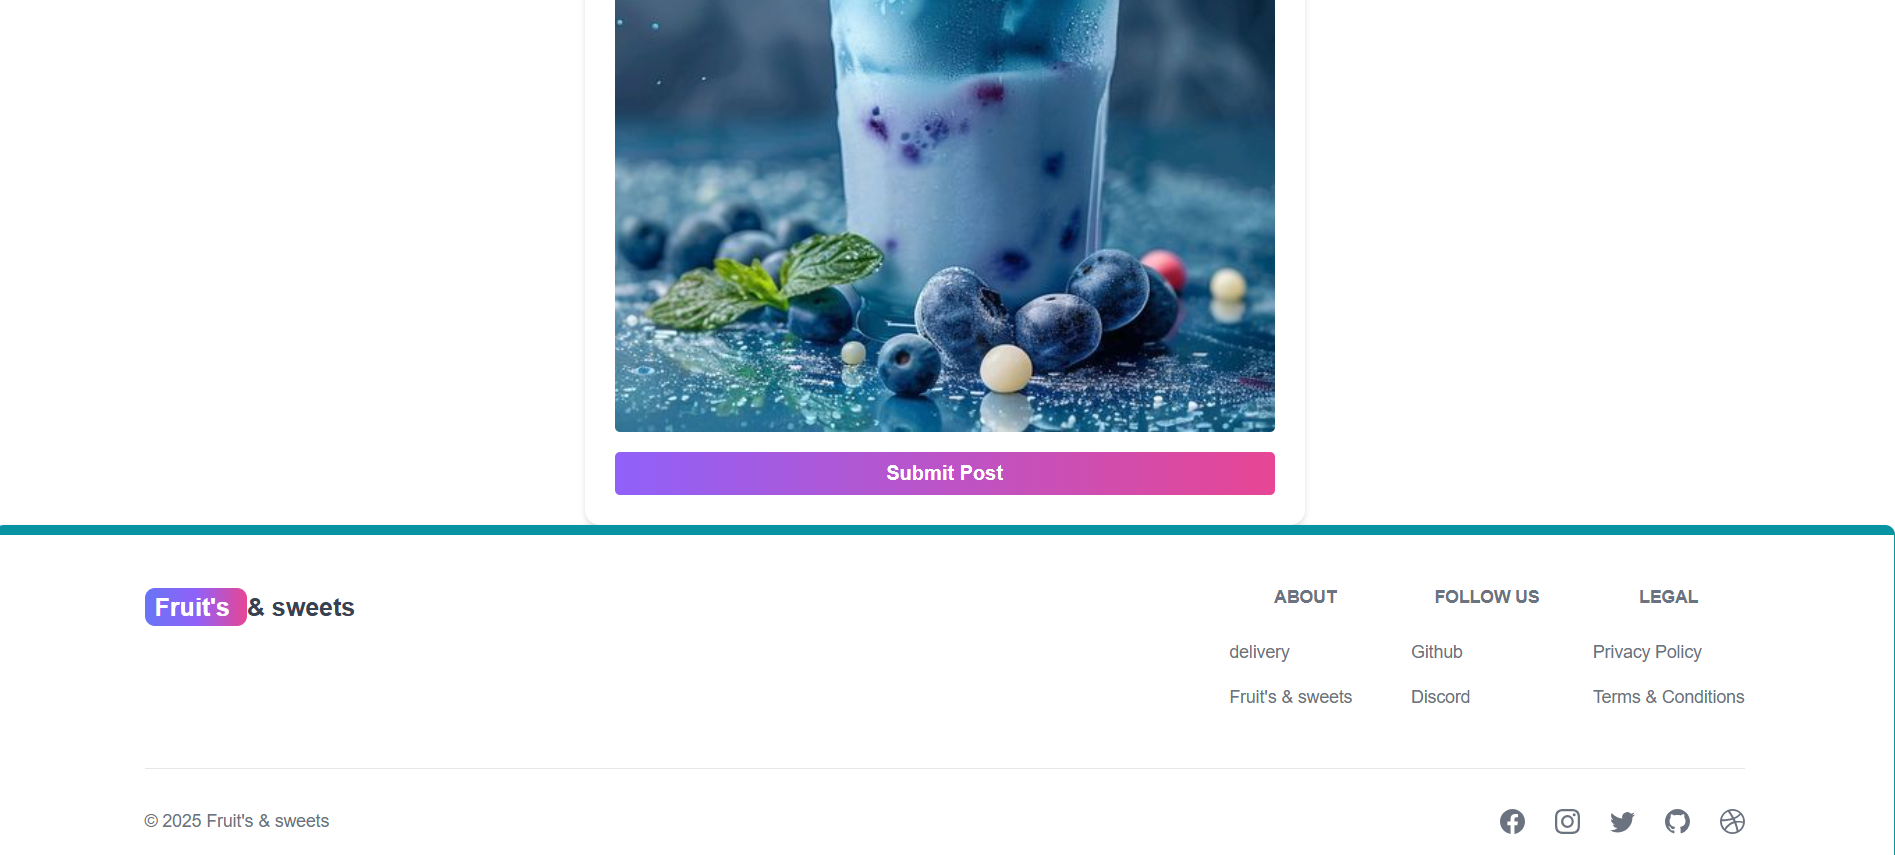 Submit Post
Fruit's & sweets
ABOUT
delivery
Fruit's & sweets
FOLLOW US
Github
Discord
LEGAL
Privacy Policy
Terms & Conditions
© 2025 Fruit's & sweets